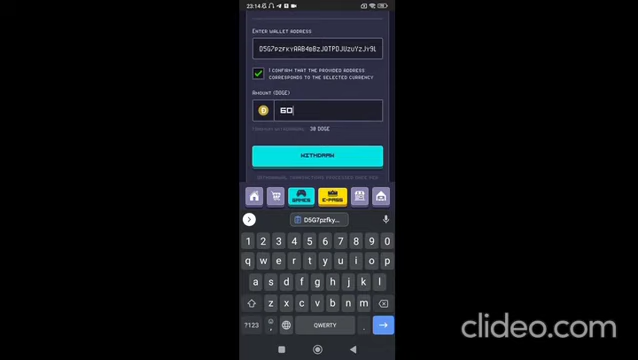 23:14
ENTER WALLET ADDRESS
I CONFIRM THAT THE PROVIDED ADDRESS
CORRESPONDS TO THE SELECTED CURRENCY
AMOUNT (DOGE)
60
30 DOGE
WITHDRAW
GAMES
E-PASS
D5G7pzfky...
1 2 3 4 5 6 7 8 9 0
q w e r t y u i o p
a s d f g h j k l
z x c v b n m
?123
QWERTY
.
clideo.com